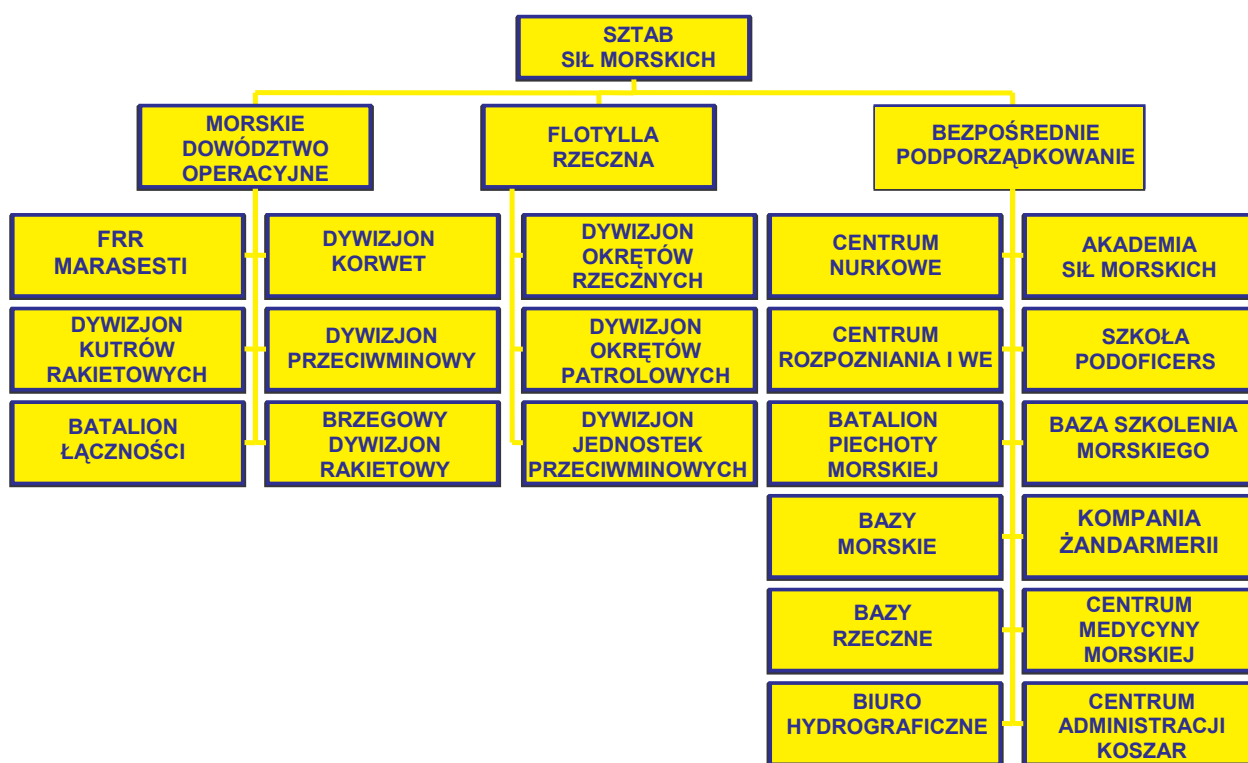 SZTAB
SIŁ MORSKICH
MORSKIE
DOWÓDZTWO
OPERACYJNE
FLOTYLLA
RZECZNA
BEZPOŚREDNIE
PODPORZĄDKOWANIE
FRR
MARASESTI
DYWIZJON
KORWET
DYWIZJON
OKRĘTÓW
RZECZNYCH
CENTRUM
NURKOWE
AKADEMIA
SIŁ MORSKICH
DYWIZJON
KUTRÓW
RAKIETOWYCH
DYWIZJON
PRZECIWMINOWY
DYWIZJON
OKRĘTÓW
PATROLOWYCH
CENTRUM
ROZPOZNIANIA I WE
SZKOŁA
PODOFICERS
BATALION
ŁĄCZNOŚCI
BRZEGOWY
DYWIZJON
RAKIETOWY
DYWIZJON
JEDNOSTEK
PRZECIWMINOWYCH
BATALION
PIECHOTY
MORSKIEJ
BAZA SZKOLENIA
MORSKIEGO
BAZY
MORSKIE
KOMPANIA
ŻANDARMERII
BAZY
RZECZNE
CENTRUM
MEDYCYNY
MORSKIEJ
BIURO
HYDROGRAFICZNE
CENTRUM
ADMINISTRACJI
KOSZAR